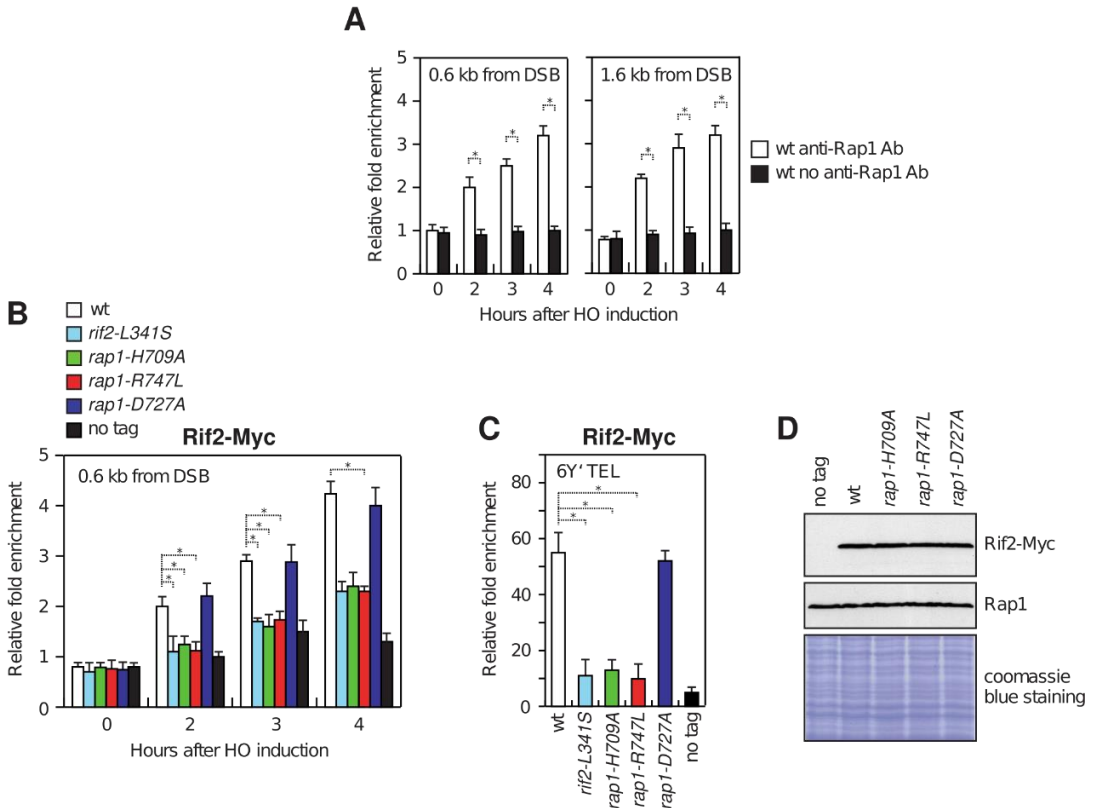 A
5
4
3
2
1
0
Relative fold enrichment
0.6 kb from DSB
* * *
0 2 3 4
1.6 kb from DSB
* * *
0 2 3 4
Hours after HO induction
wt anti-Rap1 Ab
wt no anti-Rap1 Ab
B
wt
rif2-L341S
rap1-H709A
rap1-R747L
rap1-D727A
no tag
Rif2-Myc
0.6 kb from DSB
5
4
3
2
1
0
Relative fold enrichment
* * *
* * *
*
0 2 3 4
Hours after HO induction
C
Rif2-Myc
6Y' TEL
80
60
40
20
0
Relative fold enrichment
*
*
*
wt
rif2-L341S
rap1-H709A
rap1-R747L
rap1-D727A
no tag
D
no tag
wt
rap1-H709A
rap1-R747L
rap1-D727A
Rif2-Myc
Rap1
coomassie
blue staining